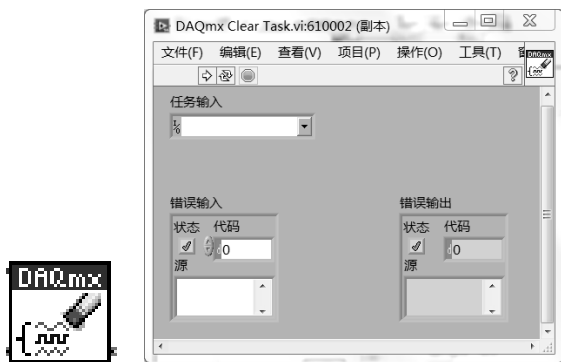 DAQmx Clear Task.vi:610002 (副本)
文件(F) 编辑(E) 查看(V) 项目(P) 操作(O) 工具(T)
DAQmx
任务输入
I/O
错误输入
状态 代码
0
源
错误输出
状态 代码
0
源
DAQmx